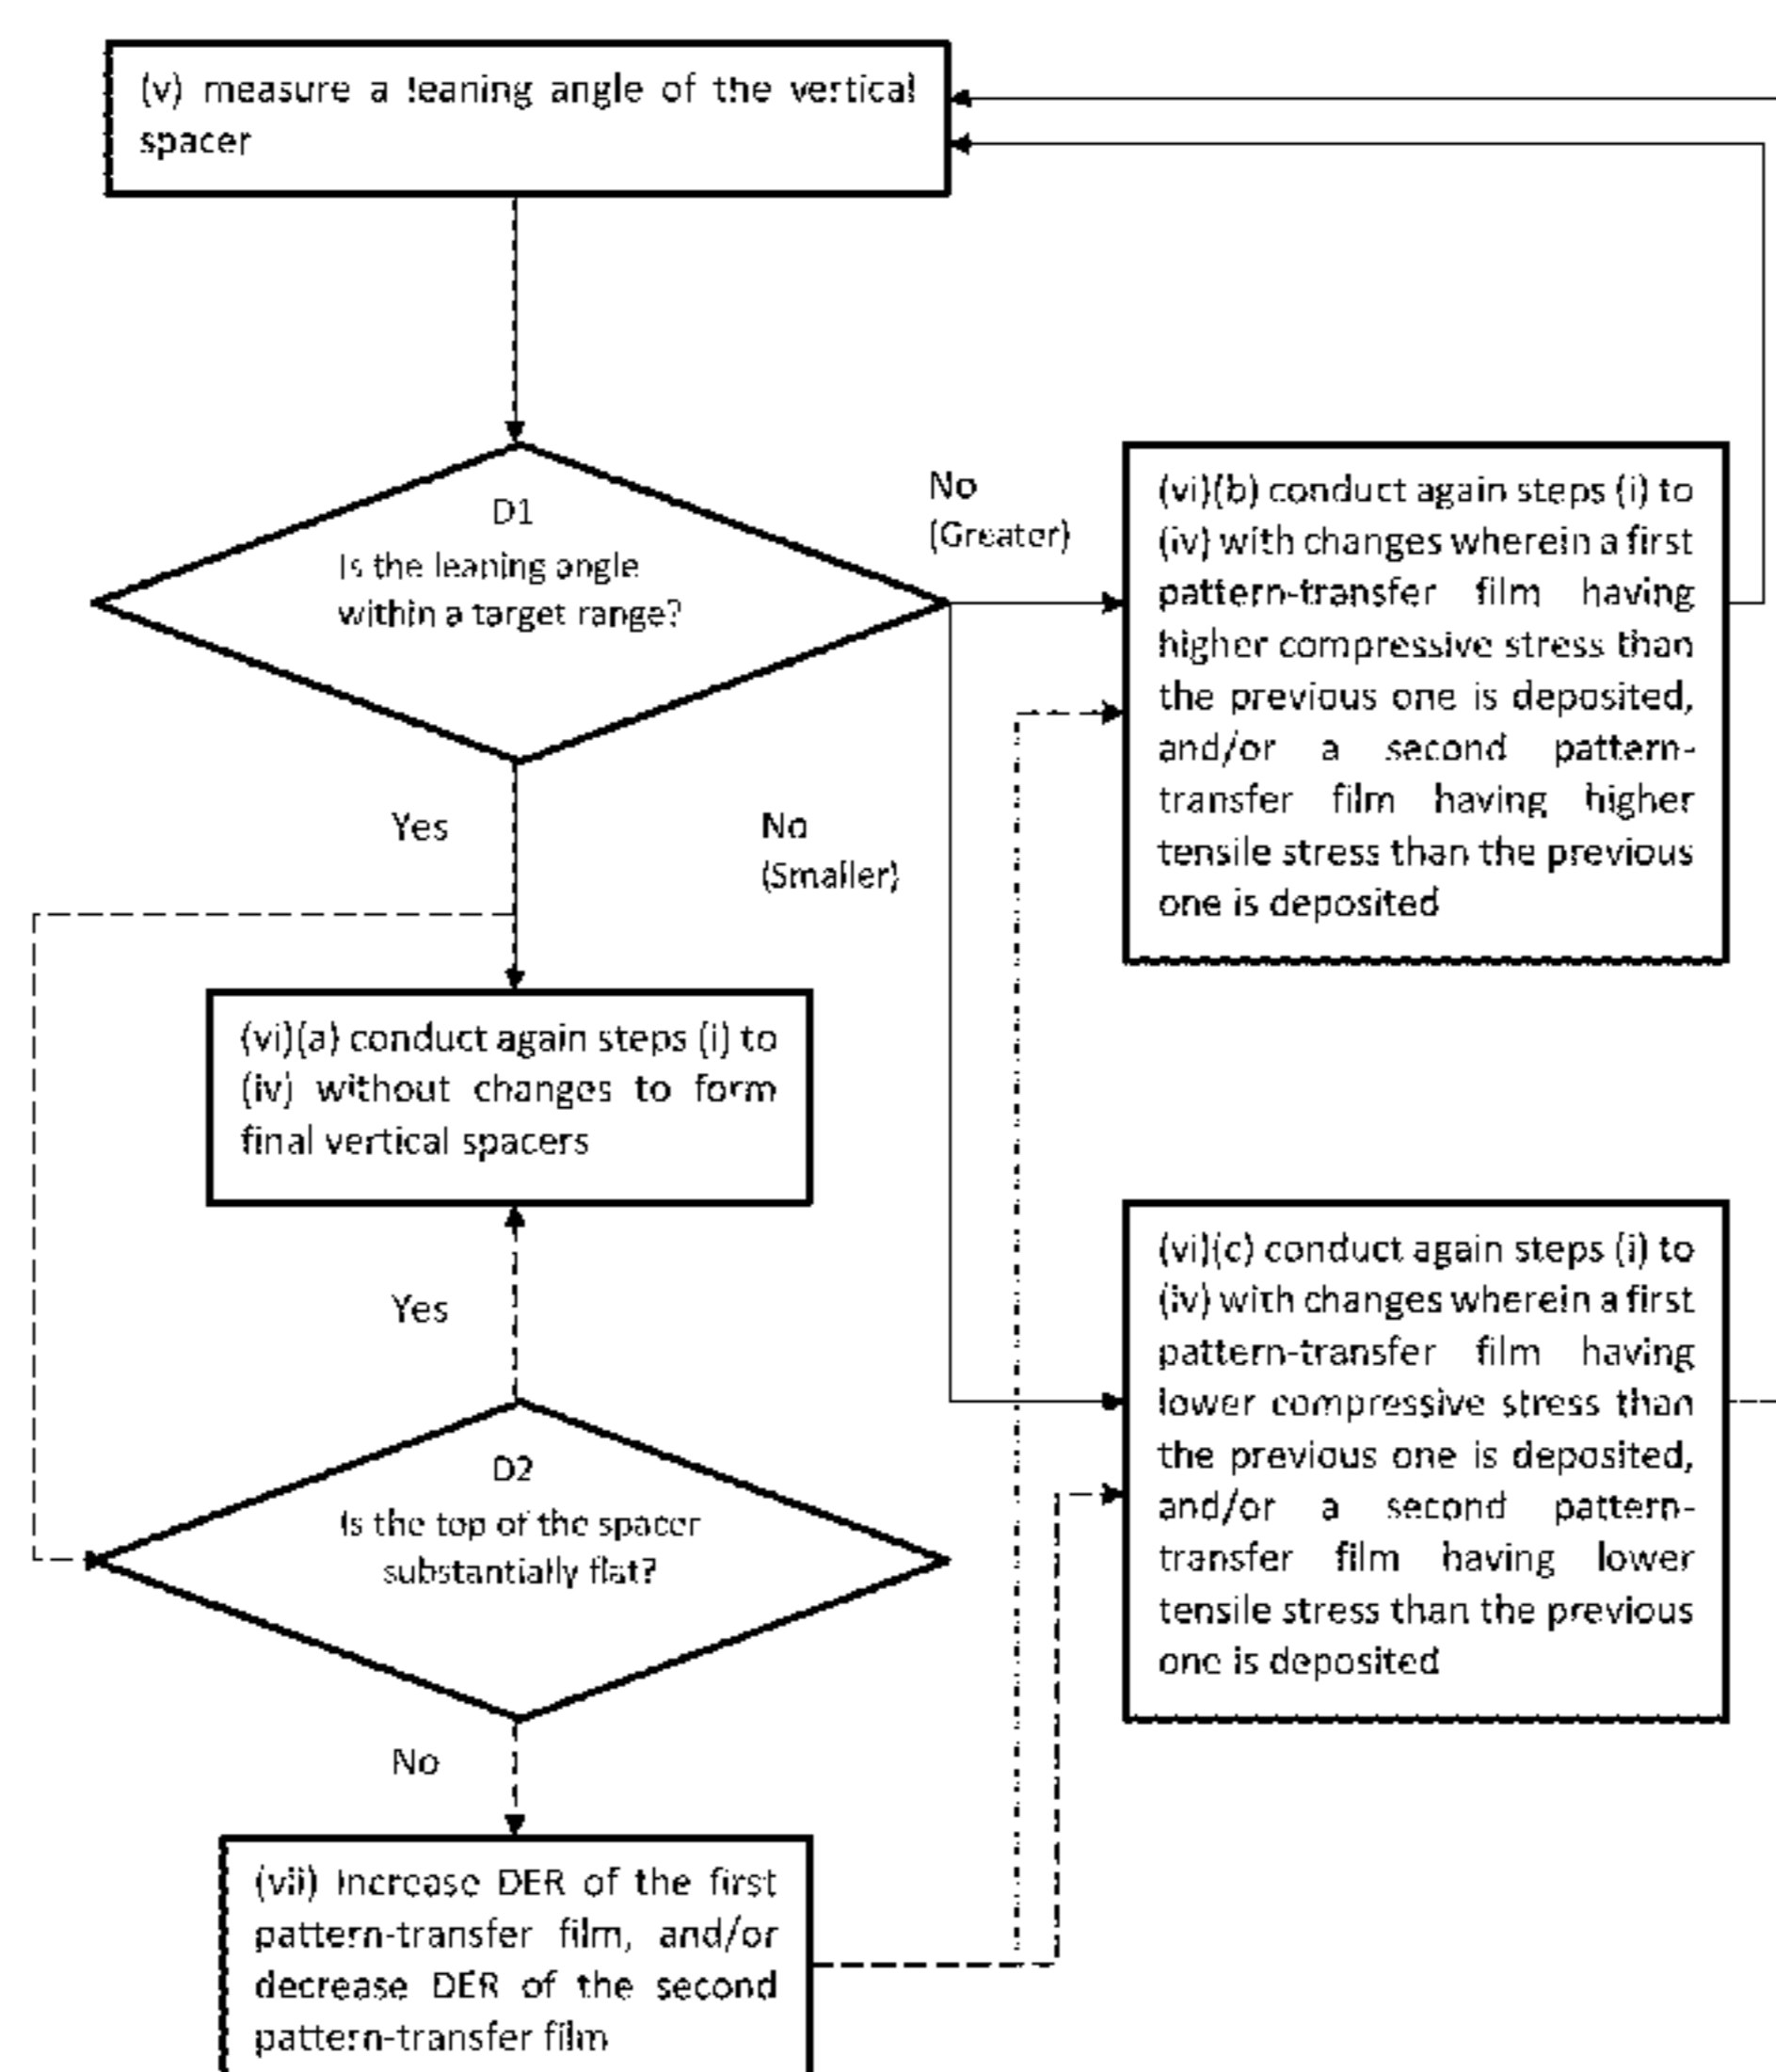 (v) measure a leaning angle of the vertical
spacer
D1
Is the leaning angle
within a target range?
No
(Greater)
(vi)(b) conduct again steps (i) to
(iv) with changes wherein a first
pattern-transfer film having
higher compressive stress than
the previous one is deposited,
and/or a second pattern-
transfer film having higher
tensile stress than the previous
one is deposited
Yes
No
(Smaller)
(vi)(a) conduct again steps (i) to
(iv) without changes to form
final vertical spacers
Yes
(vi)(c) conduct again steps (i) to
(iv) with changes wherein a first
pattern-transfer film having
lower compressive stress than
the previous one is deposited,
and/or a second pattern-
transfer film having lower
tensile stress than the previous
one is deposited
D2
Is the top of the spacer
substantially flat?
No
(vii) Increase DER of the first
pattern-transfer film, and/or
decrease DER of the second
pattern-transfer film